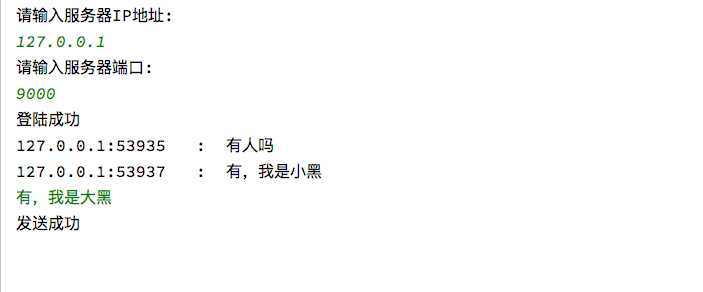 请输入服务器IP地址:
127.0.0.1
请输入服务器端口:
9000
登陆成功
127.0.0.1:53935   :  有人吗
127.0.0.1:53937   :  有，我是小黑
有，我是大黑
发送成功